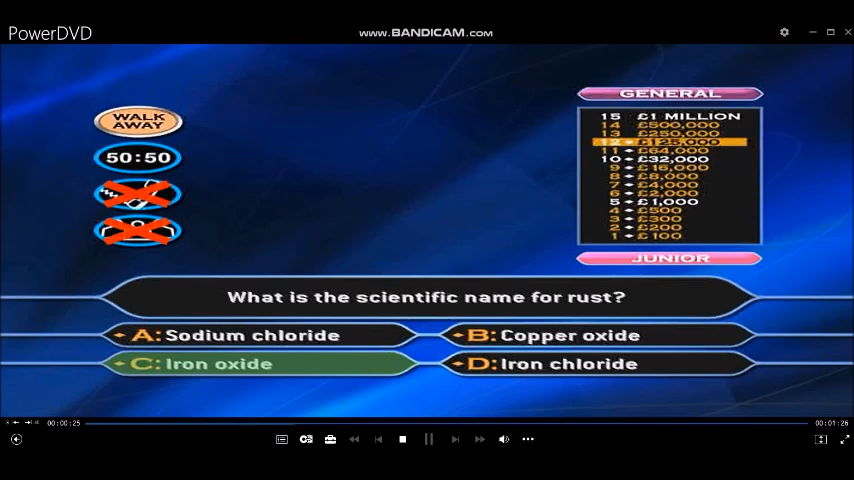 PowerDVD
www.BANDICAM.com
GENERAL
WALK
AWAY
50:50
15 £1 MILLION
14 £500,000
13 £250,000
12 £125,000
11 £64,000
10 £32,000
9 £16,000
8 £8,000
7 £4,000
6 £2,000
5 £1,000
4 £500
3 £300
2 £200
1 £100
JUNIOR
What is the scientific name for rust?
A: Sodium chloride
B: Copper oxide
C: Iron oxide
D: Iron chloride
00:00:25
00:01:26